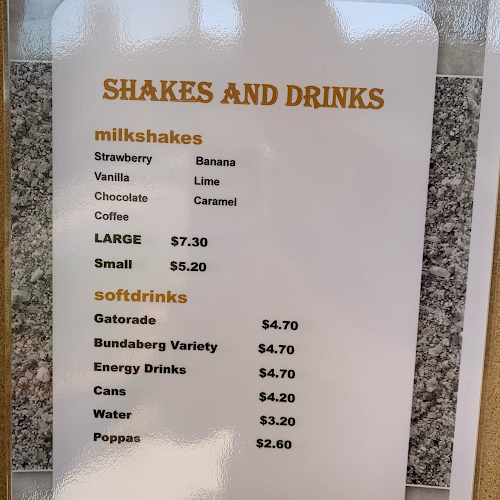 SHAKES AND DRINKS
milkshakes
Strawberry Banana
Vanilla Lime
Chocolate Caramel
Coffee
LARGE $7.30
Small $5.20
softdrinks
Gatorade $4.70
Bundaberg Variety $4.70
Energy Drinks $4.70
Cans $4.20
Water $3.20
Poppas $2.60